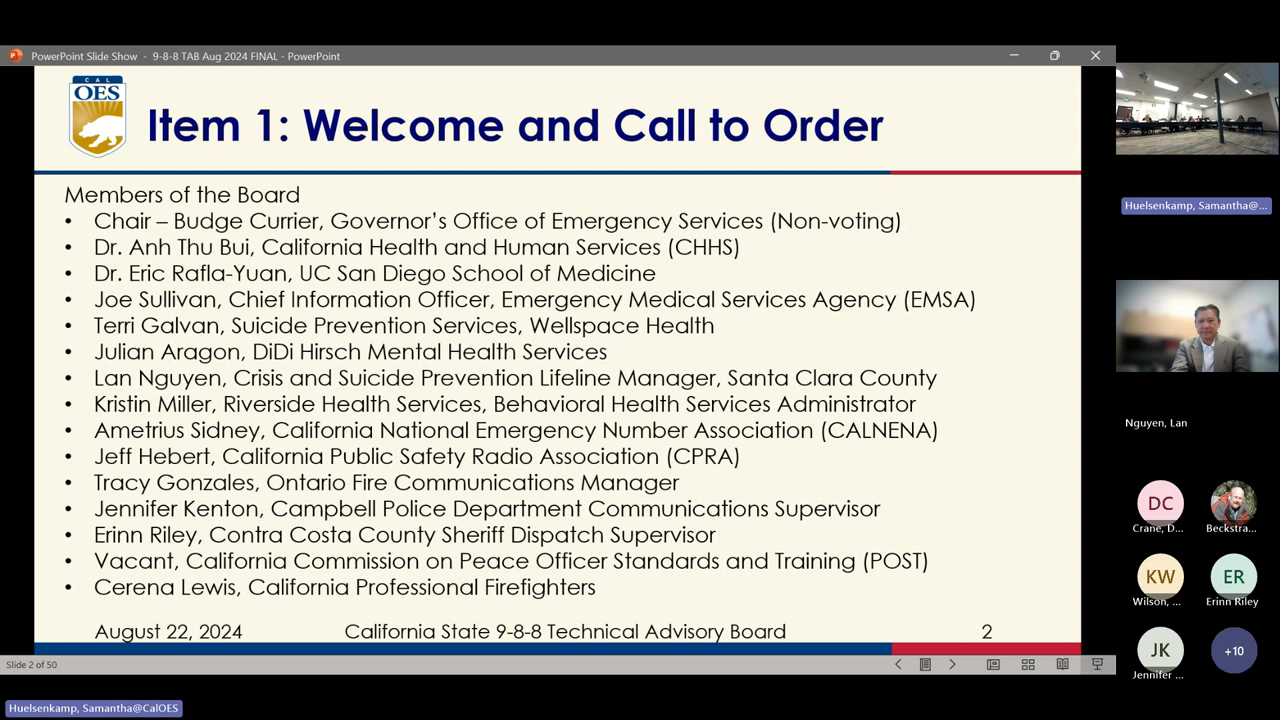 PowerPoint Slide Show - 9-8-8 TAB Aug 2024 FINAL - PowerPoint
CAL
OES
Item 1: Welcome and Call to Order
Members of the Board
• Chair – Budge Currier, Governor's Office of Emergency Services (Non-voting)
• Dr. Anh Thu Bui, California Health and Human Services (CHHS)
• Dr. Eric Rafla-Yuan, UC San Diego School of Medicine
• Joe Sullivan, Chief Information Officer, Emergency Medical Services Agency (EMSA)
• Terri Galvan, Suicide Prevention Services, Wellspace Health
• Julian Aragon, DiDi Hirsch Mental Health Services
• Lan Nguyen, Crisis and Suicide Prevention Lifeline Manager, Santa Clara County
• Kristin Miller, Riverside Health Services, Behavioral Health Services Administrator
• Ametrius Sidney, California National Emergency Number Association (CALNENA)
• Jeff Hebert, California Public Safety Radio Association (CPRA)
• Tracy Gonzales, Ontario Fire Communications Manager
• Jennifer Kenton, Campbell Police Department Communications Supervisor
• Erinn Riley, Contra Costa County Sheriff Dispatch Supervisor
• Vacant, California Commission on Peace Officer Standards and Training (POST)
• Cerena Lewis, California Professional Firefighters
August 22, 2024 California State 9-8-8 Technical Advisory Board 2
Slide 2 of 50
Huelsenkamp, Samantha@CalOES
Huelsenkamp, Samantha@...
Nguyen, Lan
DC
Crane, D...
Beckstra...
KW
Wilson, ...
ER
Erinn Riley
JK
Jennifer ...
+10